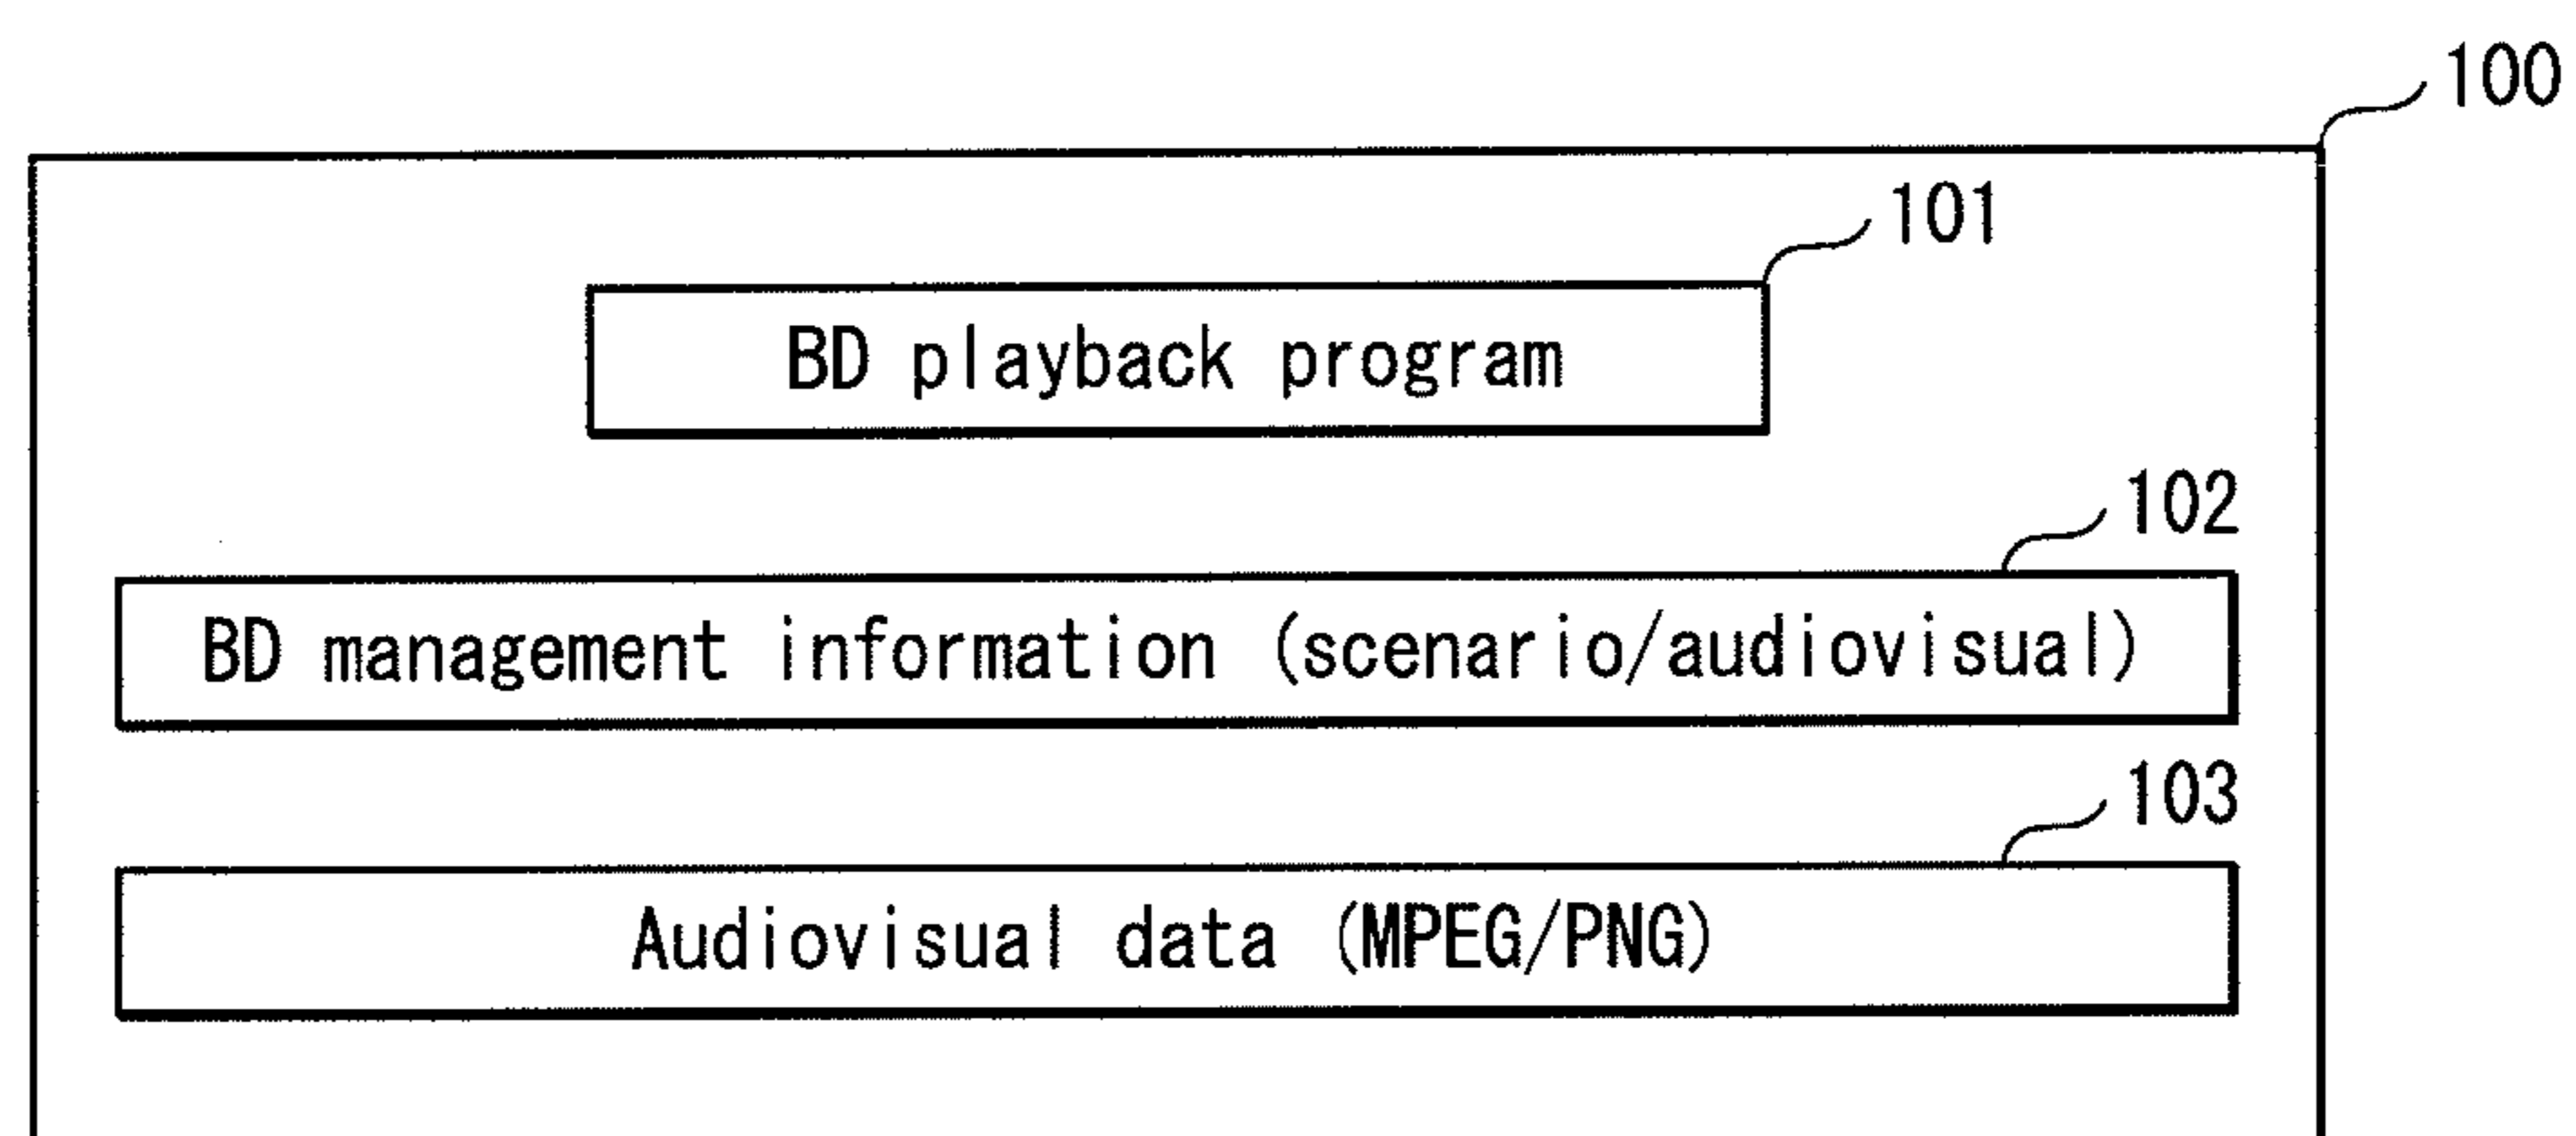 100
101
BD playback program
102
BD management information (scenario/audiovisual)
103
Audiovisual data (MPEG/PNG)